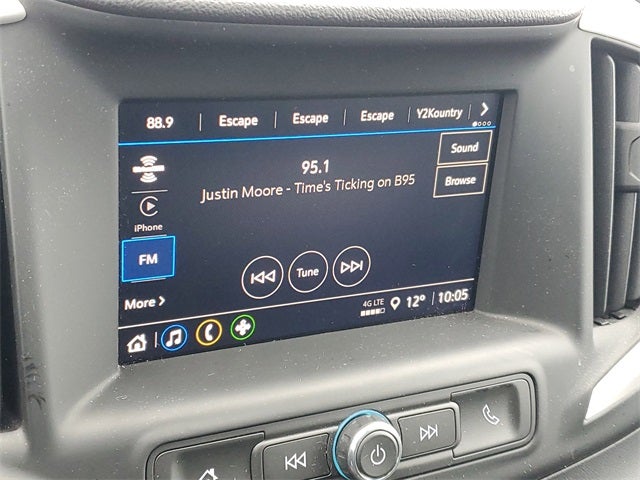 88.9 Escape Escape Escape Y2Kountry
Sound
95.1
Justin Moore - Time's Ticking on B95
Browse
iPhone
FM
Tune
More
4G LTE
12° 10:05